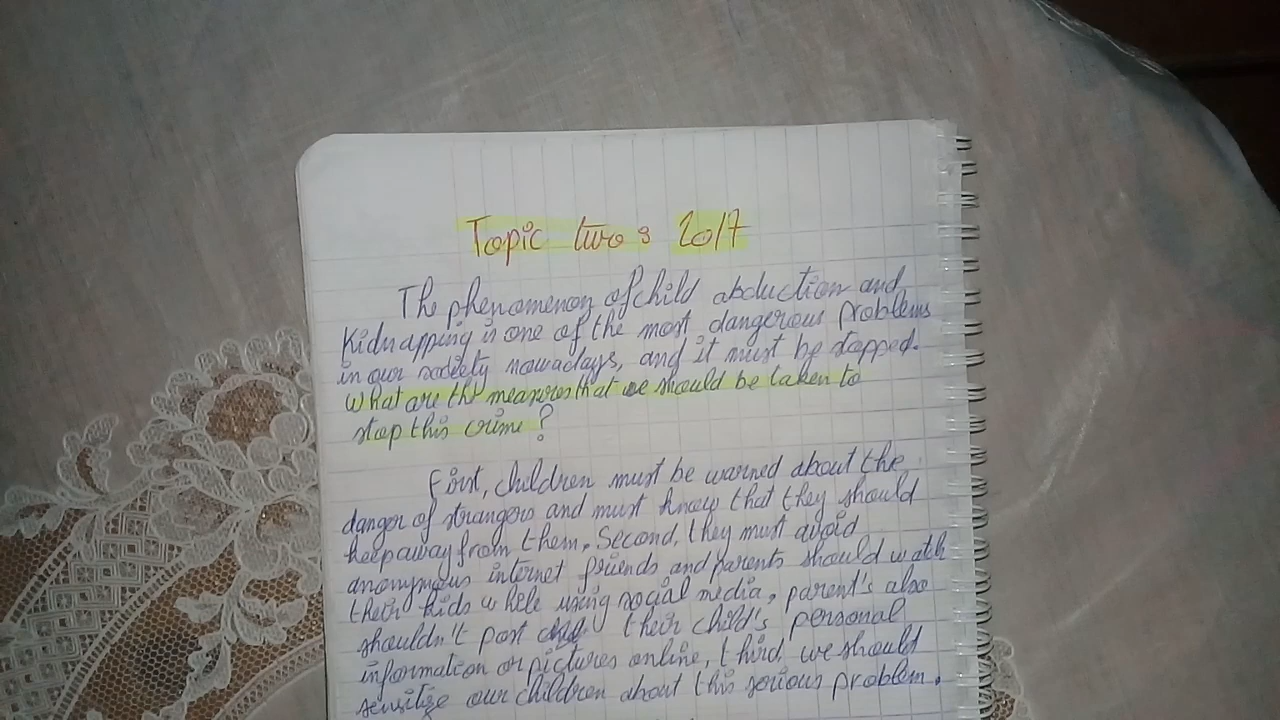 Topic two : 2017
The phenomenon of child abduction and
Kidnapping is one of the most dangerous problems
in our society nowadays, and it must be stopped.
What are the measures that we should be taken to
stop this crime ?
First, children must be warned about the
danger of strangers and must know that they should
keep away from them. Second, they must avoid
anonymous internet friends and parents should watch
their kids while using social media, parent's also
shouldn't post their child's personal
information or pictures online, third, we should
sensitize our children about this serious problem.